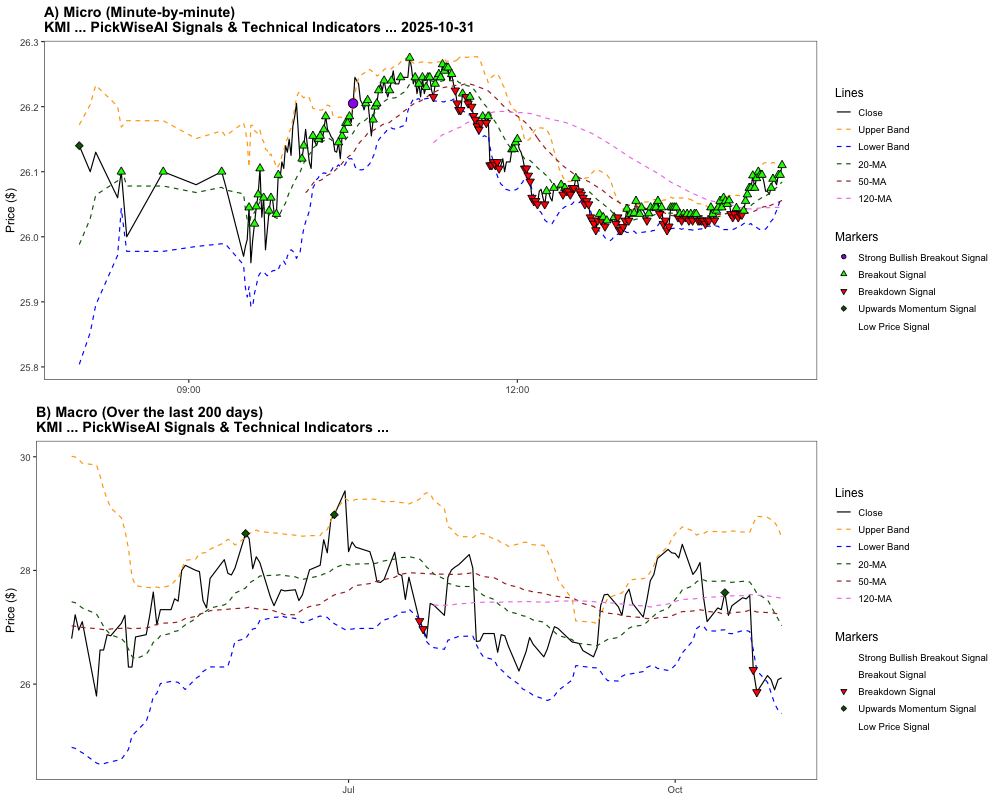 A) Micro (Minute-by-minute)
KMI ... PickWiseAI Signals & Technical Indicators ... 2025-10-31
26.3
26.2
26.1
26.0
25.9
25.8
Price ($)
09:00
12:00
Lines
Close
Upper Band
Lower Band
20-MA
50-MA
120-MA
Markers
Strong Bullish Breakout Signal
Breakout Signal
Breakdown Signal
Upwards Momentum Signal
Low Price Signal
B) Macro (Over the last 200 days)
KMI ... PickWiseAI Signals & Technical Indicators ...
30
28
26
Price ($)
Jul
Oct
Lines
Close
Upper Band
Lower Band
20-MA
50-MA
120-MA
Markers
Strong Bullish Breakout Signal
Breakout Signal
Breakdown Signal
Upwards Momentum Signal
Low Price Signal